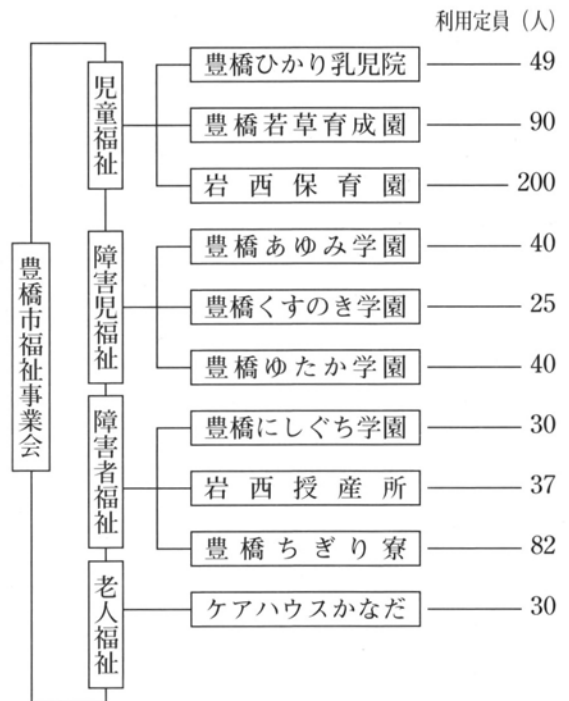 利用定員（人）
豊橋市福祉事業会
児童福祉
豊橋ひかり乳児院 49
豊橋若草育成園 90
岩西保育園 200
障害児福祉
豊橋あゆみ学園 40
豊橋くすのき学園 25
豊橋ゆたか学園 40
障害者福祉
豊橋にしぐち学園 30
岩西授産所 37
豊橋ちぎり寮 82
老人福祉
ケアハウスかなだ 30